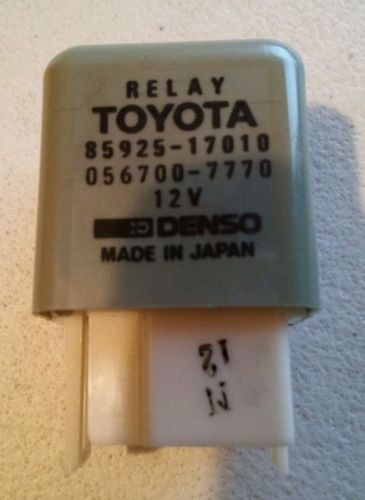 RELAY
TOYOTA
85925-17010
056700-7770
12V
DENSO
MADE IN JAPAN